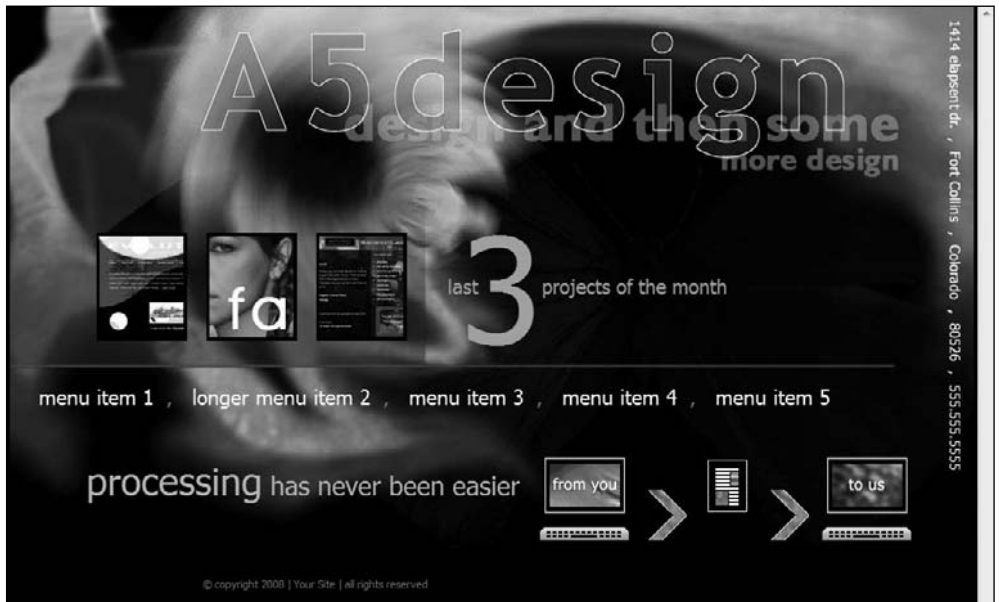 A5design
design and then some
more design
1414 elapsent dr. , Fort Collins , Colorado , 80526 , 555.555.5555
fa
last 3 projects of the month
menu item 1 , longer menu item 2 , menu item 3 , menu item 4 , menu item 5
processing has never been easier
from you
to us
© copyright 2008 | Your Site | all rights reserved